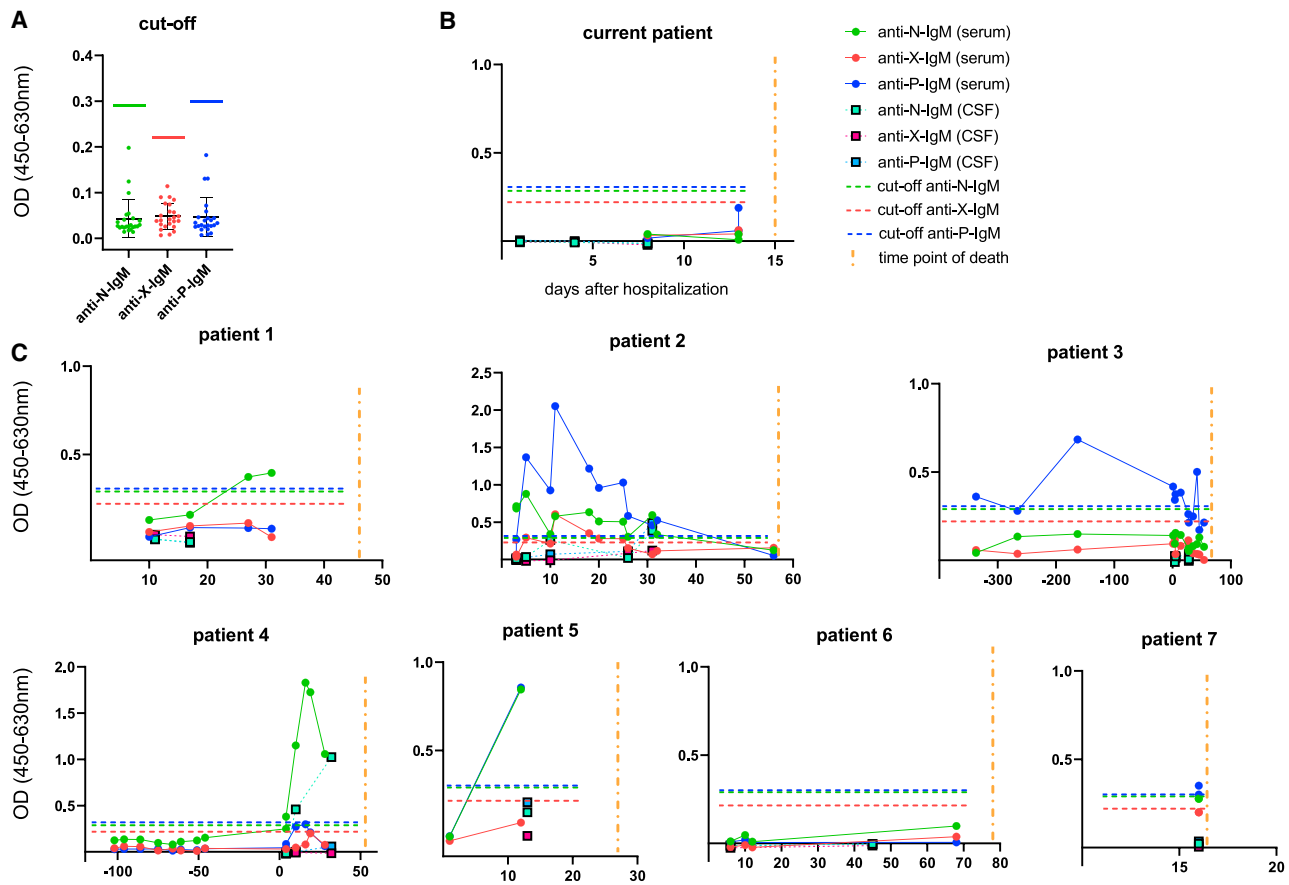 A
cut-off
OD (450-630nm)
0.4
0.3
0.2
0.1
0.0
anti-N-IgM
anti-X-IgM
anti-P-IgM
B
current patient
1.0
0.5
5
10
15
days after hospitalization
anti-N-IgM (serum)
anti-X-IgM (serum)
anti-P-IgM (serum)
anti-N-IgM (CSF)
anti-X-IgM (CSF)
anti-P-IgM (CSF)
cut-off anti-N-IgM
cut-off anti-X-IgM
cut-off anti-P-IgM
time point of death
C
patient 1
OD (450-630nm)
1.0
0.5
10
20
30
40
50
patient 2
2.5
2.0
1.5
1.0
0.5
0.0
0
10
20
30
40
50
60
patient 3
1.0
0.5
0.0
-300
-200
-100
0
100
patient 4
OD (450-630nm)
2.0
1.5
1.0
0.5
-100
-50
0
50
patient 5
1.0
0.5
10
20
30
patient 6
1.0
0.5
10
20
30
40
50
60
70
80
patient 7
1.0
0.5
15
20